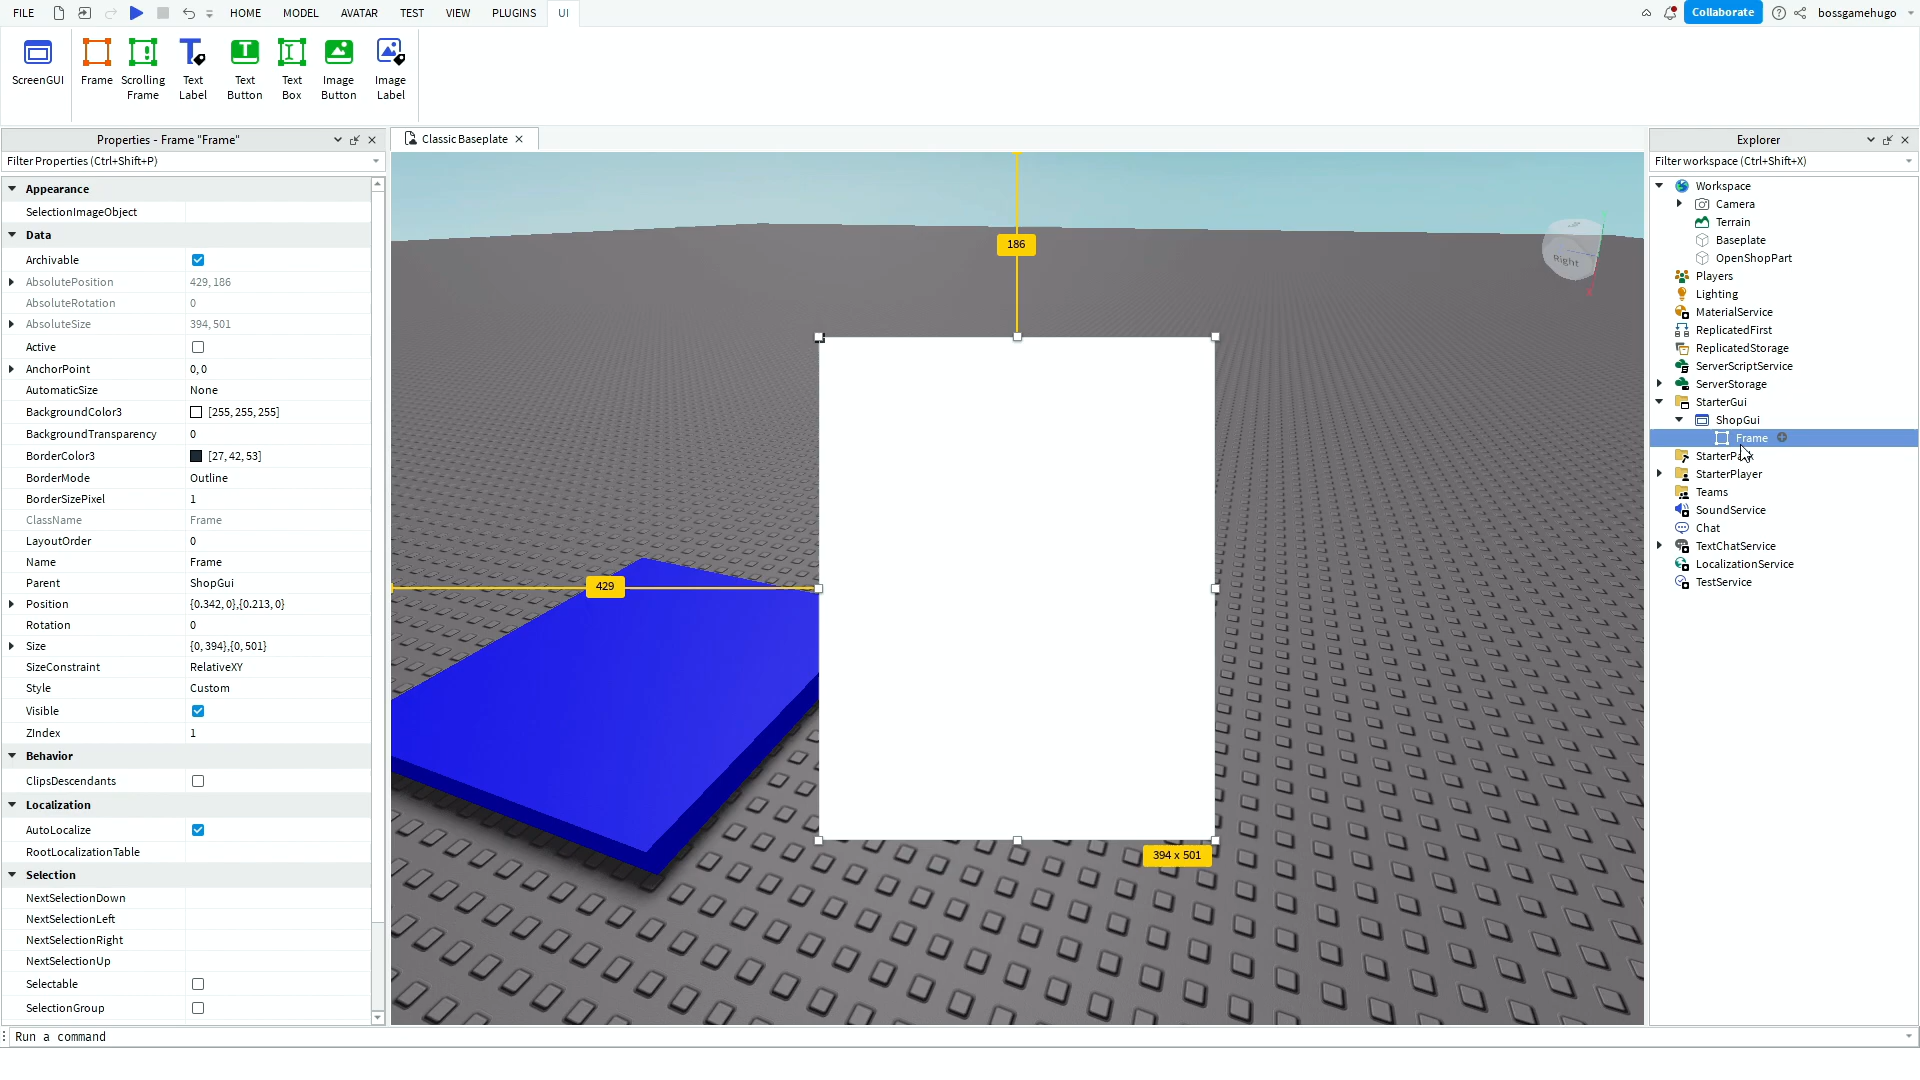 FILE HOME MODEL AVATAR TEST VIEW PLUGINS UI Collaborate bossgamehugo
ScreenGUI
Frame
Scrolling
Frame
Text
Label
Text
Button
Text
Box
Image
Button
Image
Label
Properties - Frame "Frame"
Filter Properties (Ctrl+Shift+P)
Appearance
SelectionImageObject
Data
Archivable
AbsolutePosition 429, 186
AbsoluteRotation 0
AbsoluteSize 394, 501
Active
AnchorPoint 0, 0
AutomaticSize None
BackgroundColor3 [255, 255, 255]
BackgroundTransparency 0
BorderColor3 [27, 42, 53]
BorderMode Outline
BorderSizePixel 1
ClassName Frame
LayoutOrder 0
Name Frame
Parent ShopGui
Position {0.342, 0},{0.213, 0}
Rotation 0
Size {0, 394},{0, 501}
SizeConstraint RelativeXY
Style Custom
Visible
ZIndex 1
Behavior
ClipsDescendants
Localization
AutoLocalize
RootLocalizationTable
Selection
NextSelectionDown
NextSelectionLeft
NextSelectionRight
NextSelectionUp
Selectable
SelectionGroup
Classic Baseplate
186
Right
429
394 x 501
Explorer
Filter workspace (Ctrl+Shift+X)
Workspace
Camera
Terrain
Baseplate
OpenShopPart
Players
Lighting
MaterialService
ReplicatedFirst
ReplicatedStorage
ServerScriptService
ServerStorage
StarterGui
ShopGui
Frame
StarterPack
StarterPlayer
Teams
SoundService
Chat
TextChatService
LocalizationService
TestService
Run a command